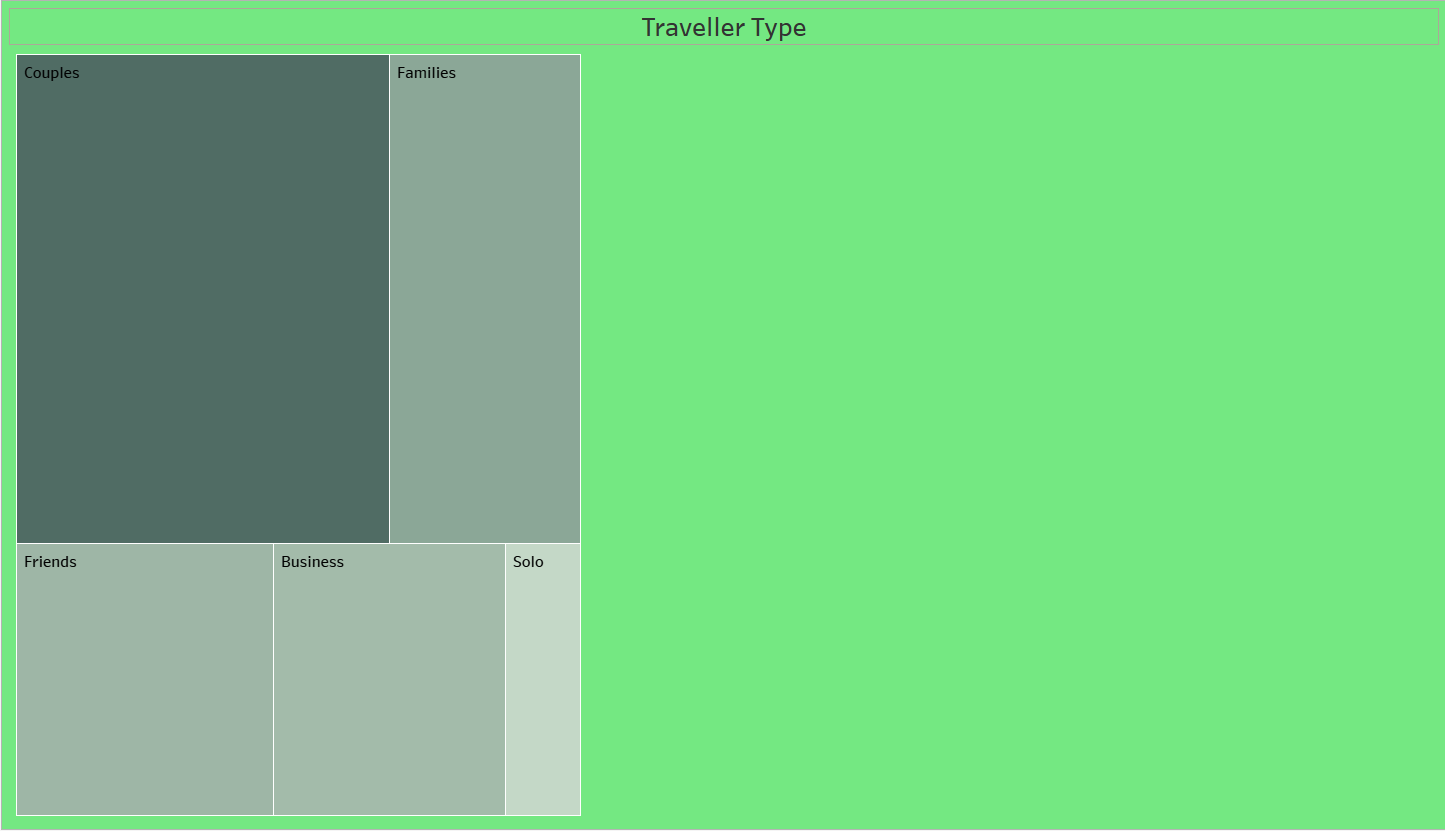 Traveller Type
Couples
Families
Friends
Business
Solo